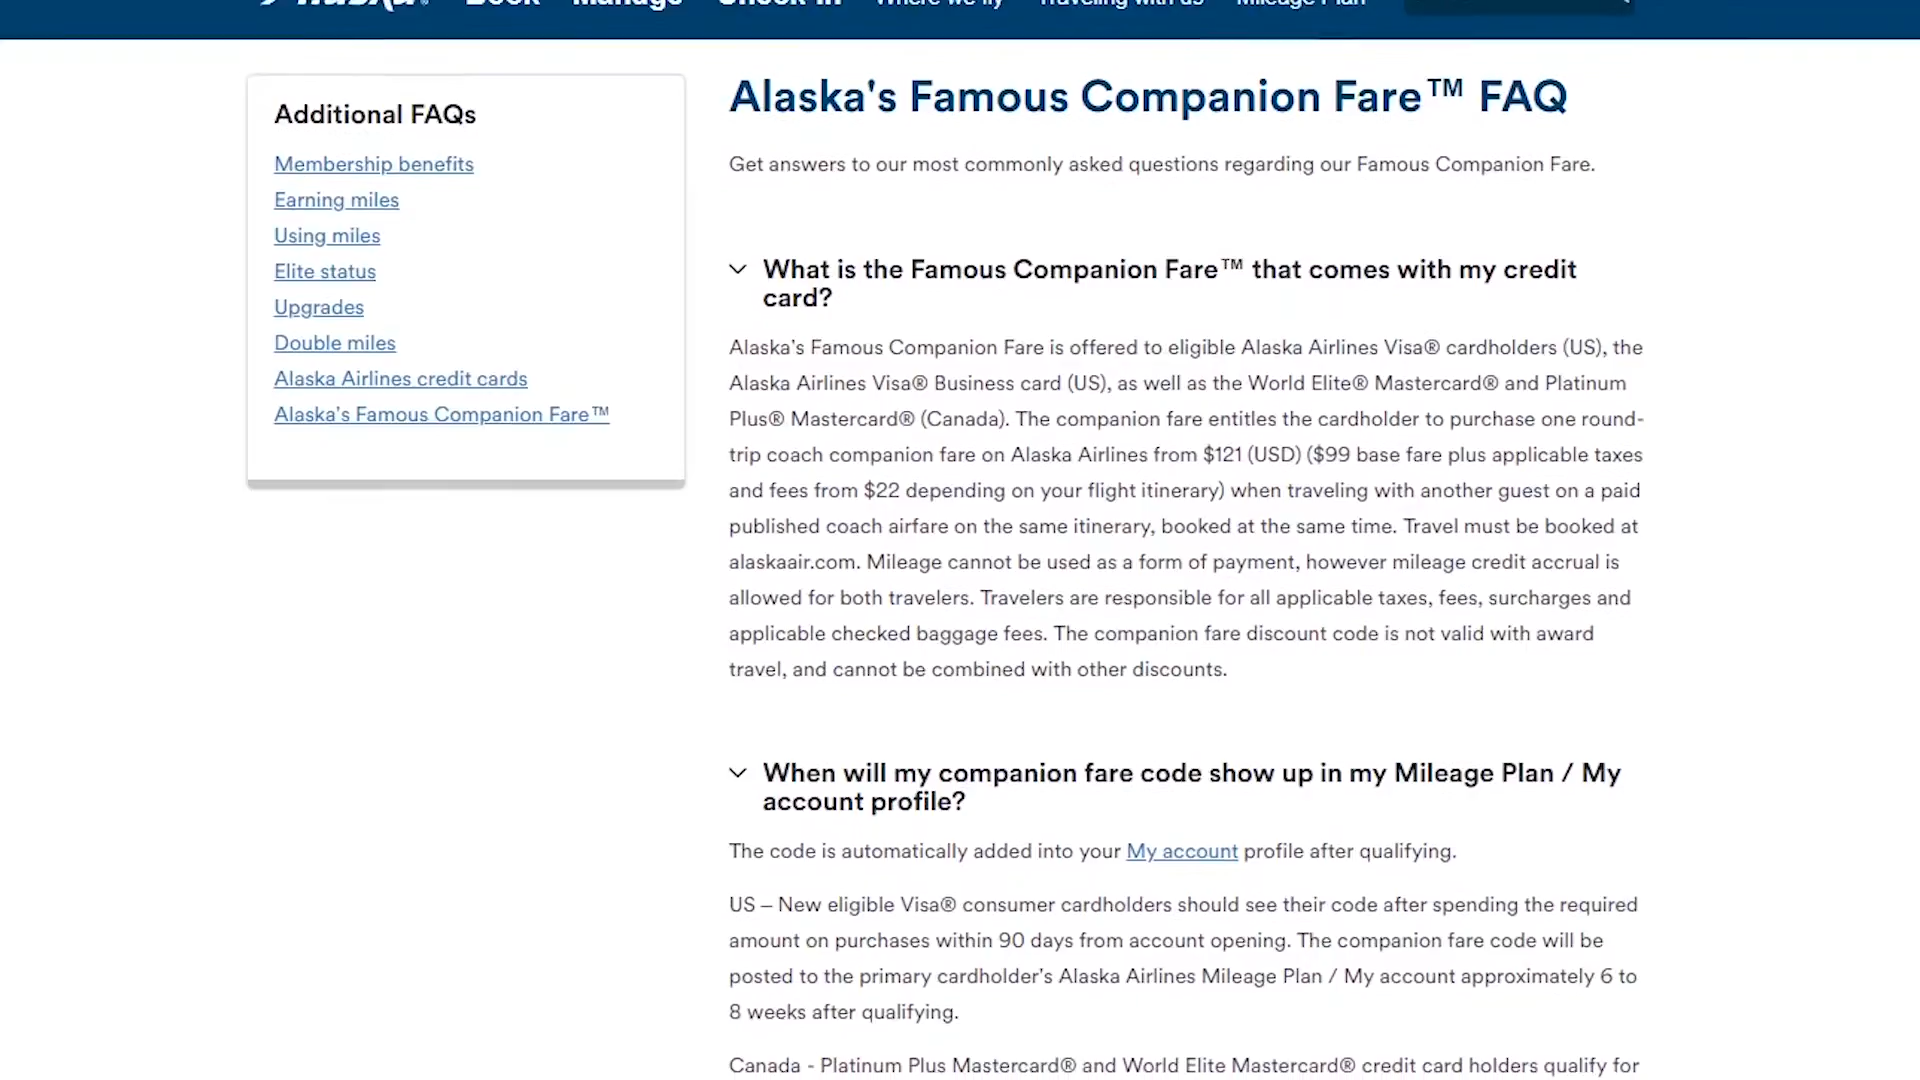 Alaska
Book Manage Check-in Where we fly Traveling with us Mileage Plan
Additional FAQs
Membership benefits
Earning miles
Using miles
Elite status
Upgrades
Double miles
Alaska Airlines credit cards
Alaska's Famous Companion Fare™
Alaska's Famous Companion Fare™ FAQ
Get answers to our most commonly asked questions regarding our Famous Companion Fare.
What is the Famous Companion Fare™ that comes with my credit
card?
Alaska's Famous Companion Fare is offered to eligible Alaska Airlines Visa® cardholders (US), the
Alaska Airlines Visa® Business card (US), as well as the World Elite® Mastercard® and Platinum
Plus® Mastercard® (Canada). The companion fare entitles the cardholder to purchase one round-
trip coach companion fare on Alaska Airlines from $121 (USD) ($99 base fare plus applicable taxes
and fees from $22 depending on your flight itinerary) when traveling with another guest on a paid
published coach airfare on the same itinerary, booked at the same time. Travel must be booked at
alaskaair.com. Mileage cannot be used as a form of payment, however mileage credit accrual is
allowed for both travelers. Travelers are responsible for all applicable taxes, fees, surcharges and
applicable checked baggage fees. The companion fare discount code is not valid with award
travel, and cannot be combined with other discounts.
When will my companion fare code show up in my Mileage Plan / My
account profile?
The code is automatically added into your My account profile after qualifying.
US – New eligible Visa® consumer cardholders should see their code after spending the required
amount on purchases within 90 days from account opening. The companion fare code will be
posted to the primary cardholder's Alaska Airlines Mileage Plan / My account approximately 6 to
8 weeks after qualifying.
Canada - Platinum Plus Mastercard® and World Elite Mastercard® credit card holders qualify for